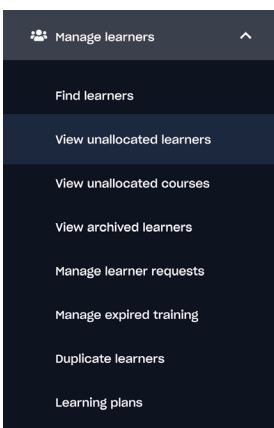 Manage learners
Find learners
View unallocated learners
View unallocated courses
View archived learners
Manage learner requests
Manage expired training
Duplicate learners
Learning plans